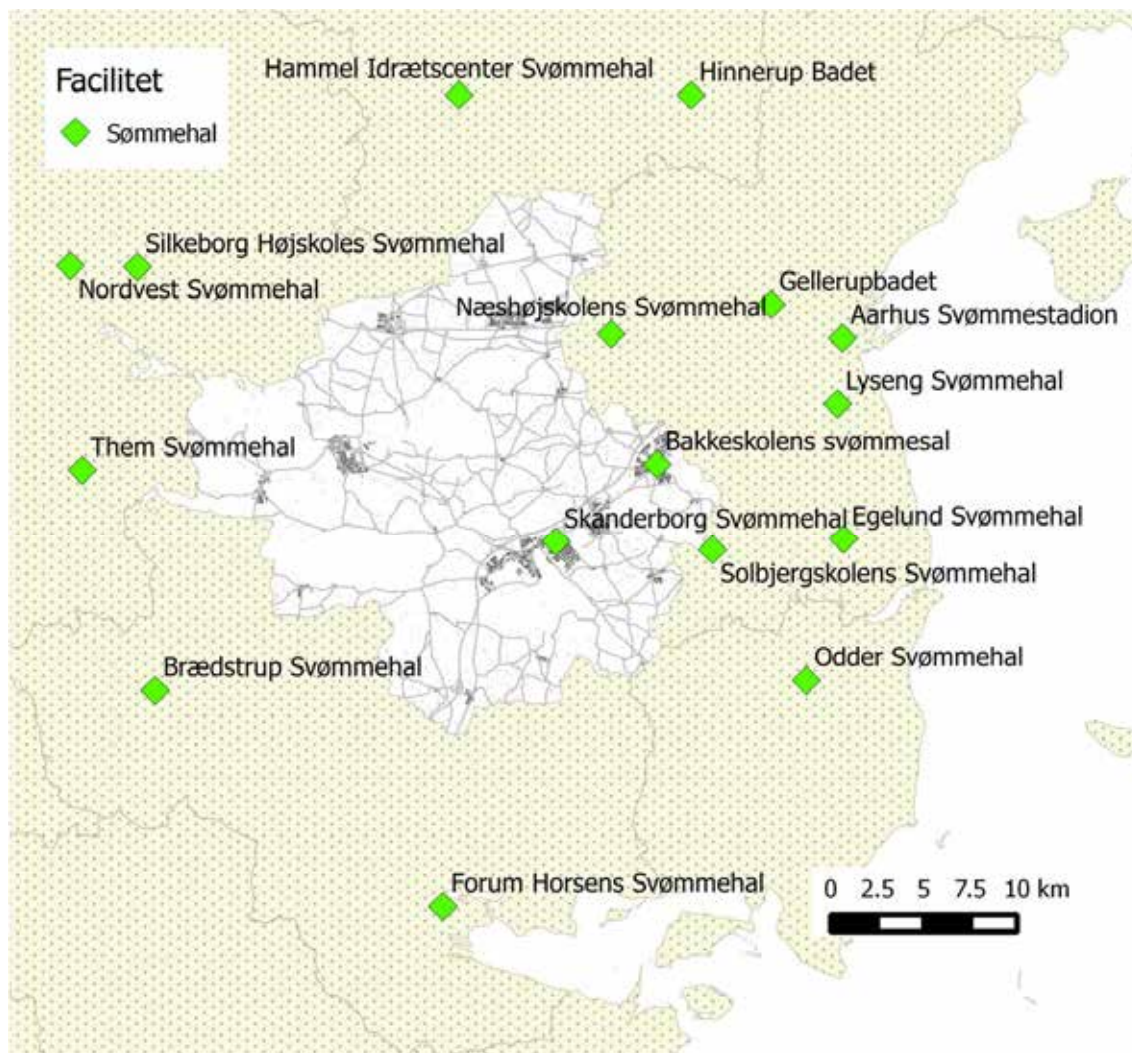 Hammel Idrætscenter Svømmehal
Hinnerup Badet
Facilitet
Sømmehal
Silkeborg Højskoles Svømmehal
Nordvest Svømmehal
Gellerupbadet
Næshøjskolens Svømmehal
Aarhus Svømmestadion
Lyseng Svømmehal
Them Svømmehal
Bakkeskolens svømmesal
Skanderborg Svømmehal
Egelund Svømmehal
Solbjergskolens Svømmehal
Odder Svømmehal
Brædstrup Svømmehal
Forum Horsens Svømmehal
0 2.5 5 7.5 10 km